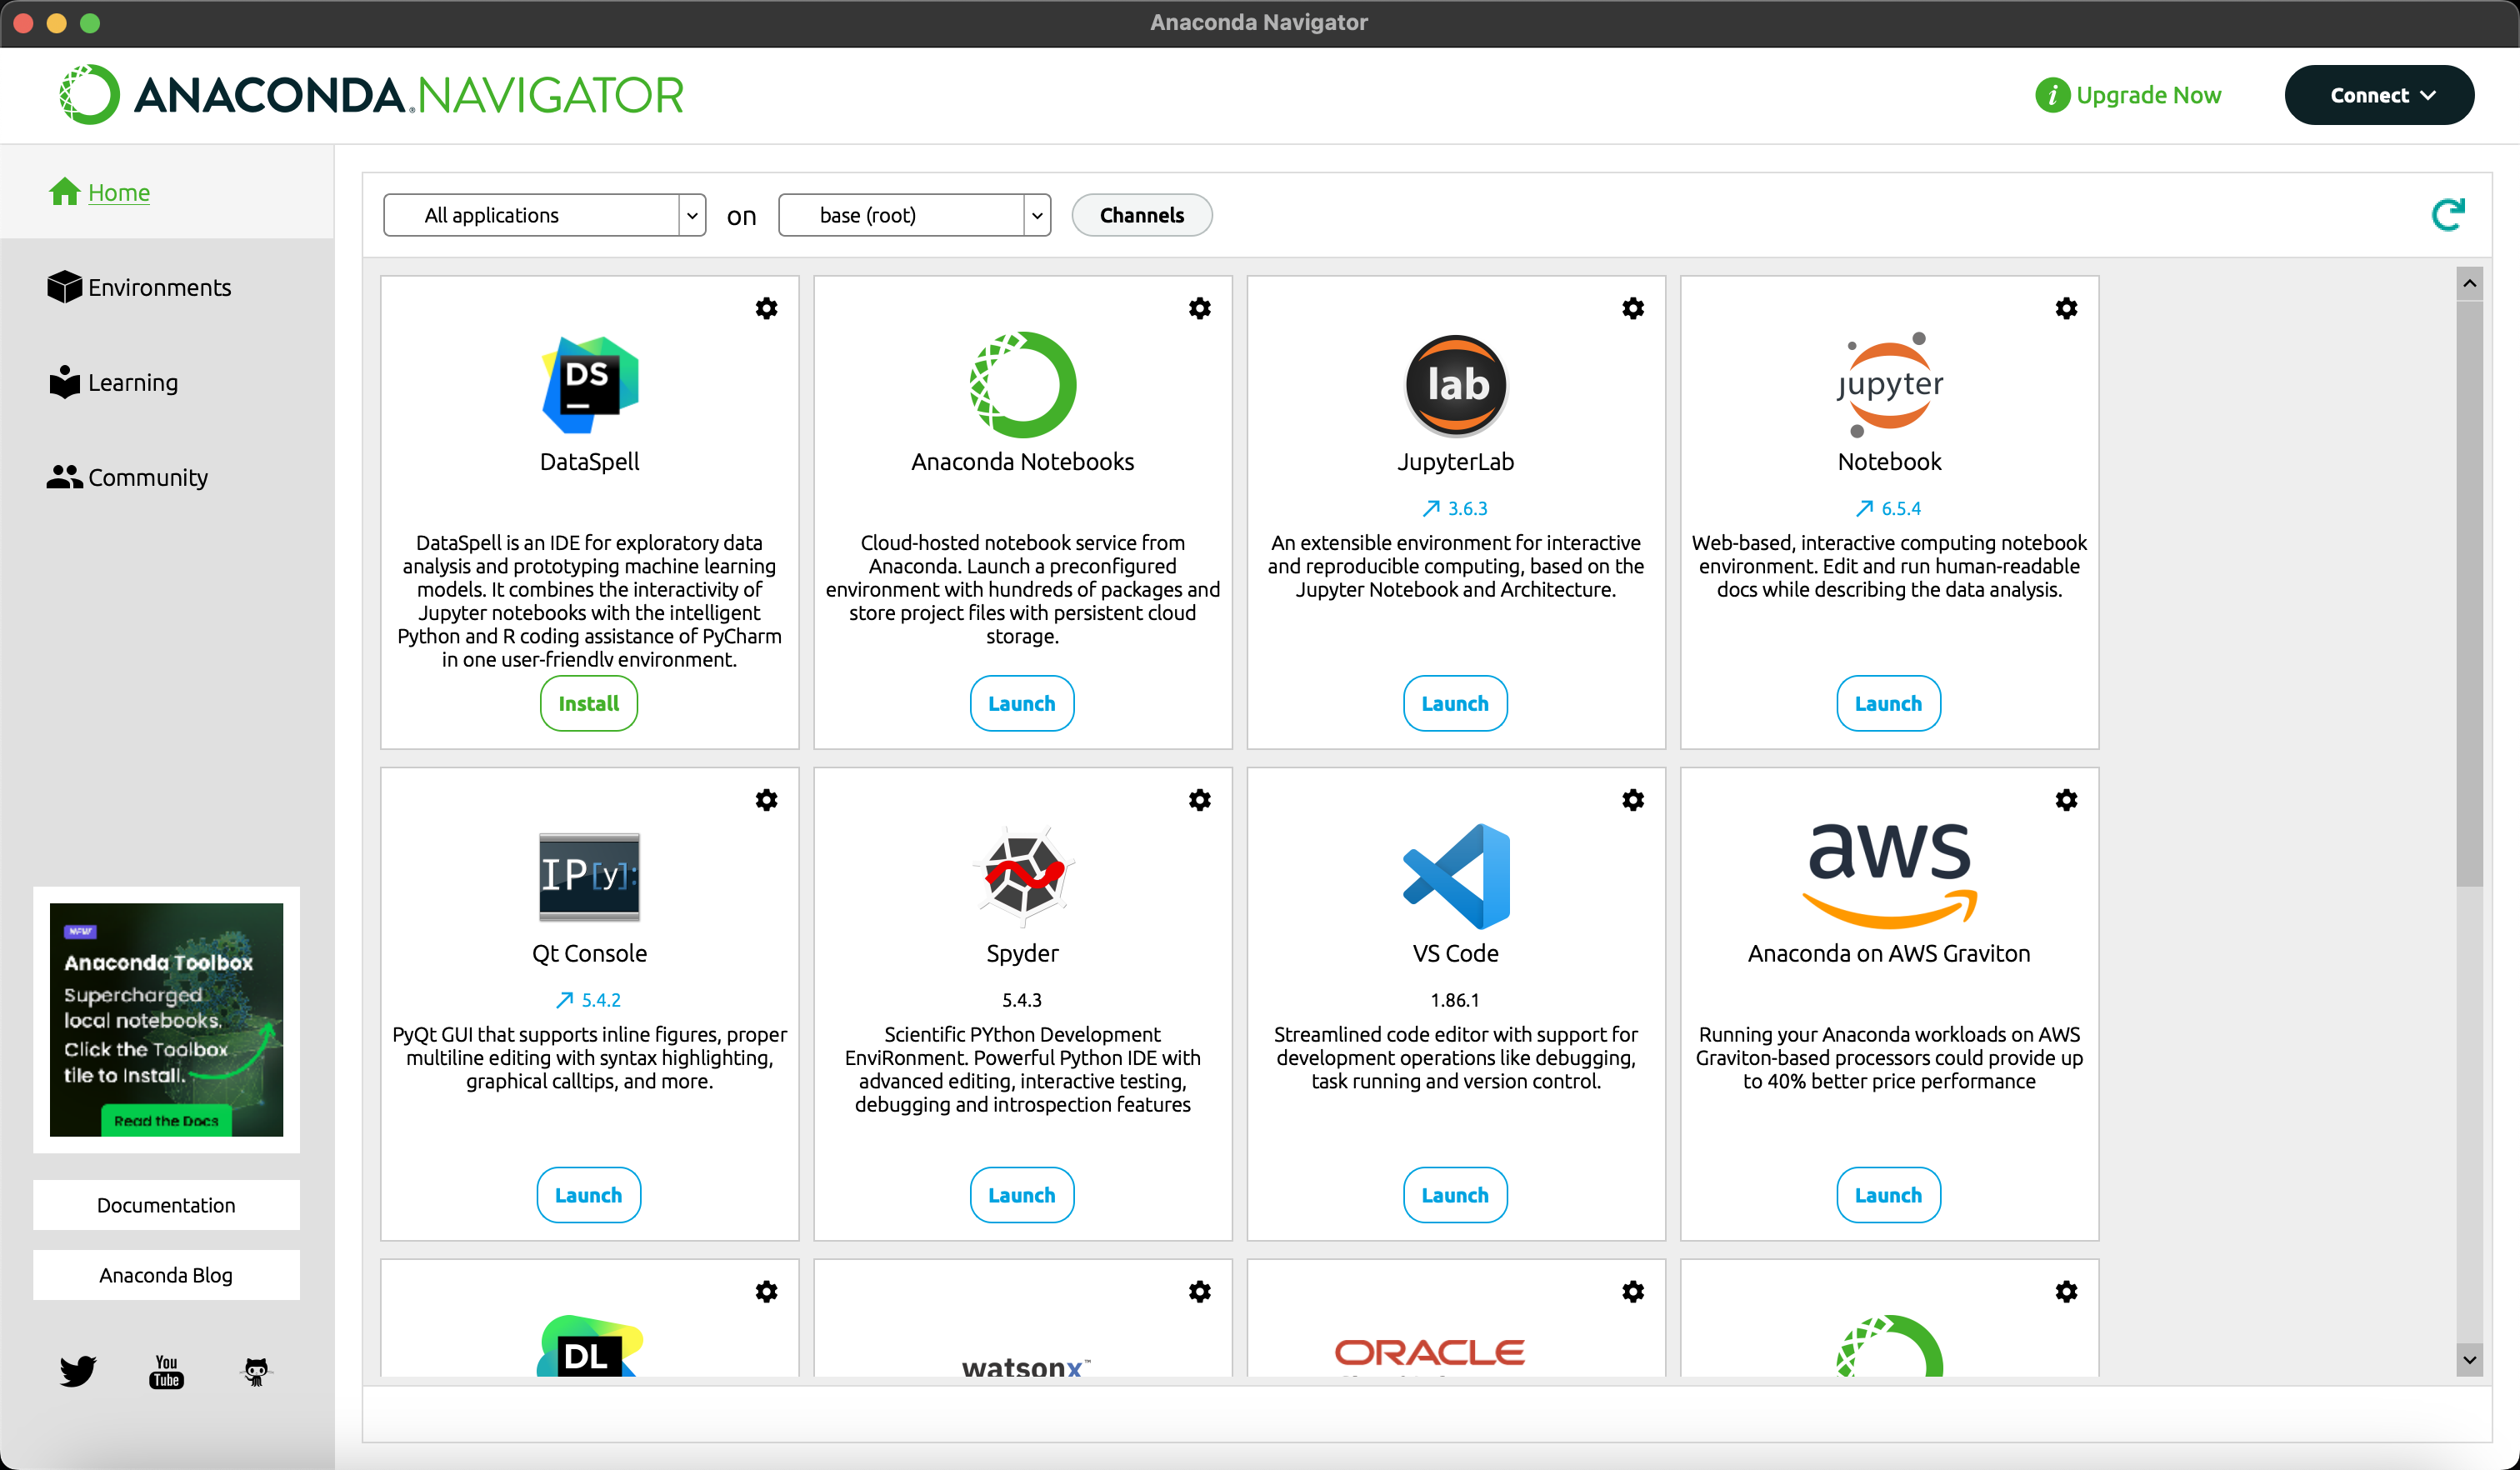 Anaconda Navigator
ANACONDA.NAVIGATOR
Upgrade Now
Connect
Home
Environments
Learning
Community
All applications
on
base (root)
Channels
DS
DataSpell
DataSpell is an IDE for exploratory data
analysis and prototyping machine learning
models. It combines the interactivity of
Jupyter notebooks with the intelligent
Python and R coding assistance of PyCharm
in one user-friendly environment.
Install
Anaconda Notebooks
Cloud-hosted notebook service from
Anaconda. Launch a preconfigured
environment with hundreds of packages and
store project files with persistent cloud
storage.
Launch
lab
JupyterLab
3.6.3
An extensible environment for interactive
and reproducible computing, based on the
Jupyter Notebook and Architecture.
Launch
jupyter
Notebook
6.5.4
Web-based, interactive computing notebook
environment. Edit and run human-readable
docs while describing the data analysis.
Launch
IP[y]:
Qt Console
5.4.2
PyQt GUI that supports inline figures, proper
multiline editing with syntax highlighting,
graphical calltips, and more.
Launch
Spyder
5.4.3
Scientific PYthon Development
EnviRonment. Powerful Python IDE with
advanced editing, interactive testing,
debugging and introspection features
Launch
VS Code
1.86.1
Streamlined code editor with support for
development operations like debugging,
task running and version control.
Launch
aws
Anaconda on AWS Graviton
Running your Anaconda workloads on AWS
Graviton-based processors could provide up
to 40% better price performance
Launch
DL
watsonx™
ORACLE
NEW
Anaconda Toolbox
Supercharged
local notebooks.
Click the Toolbox
tile to Install.
Read the Docs
Documentation
Anaconda Blog
You
Tube